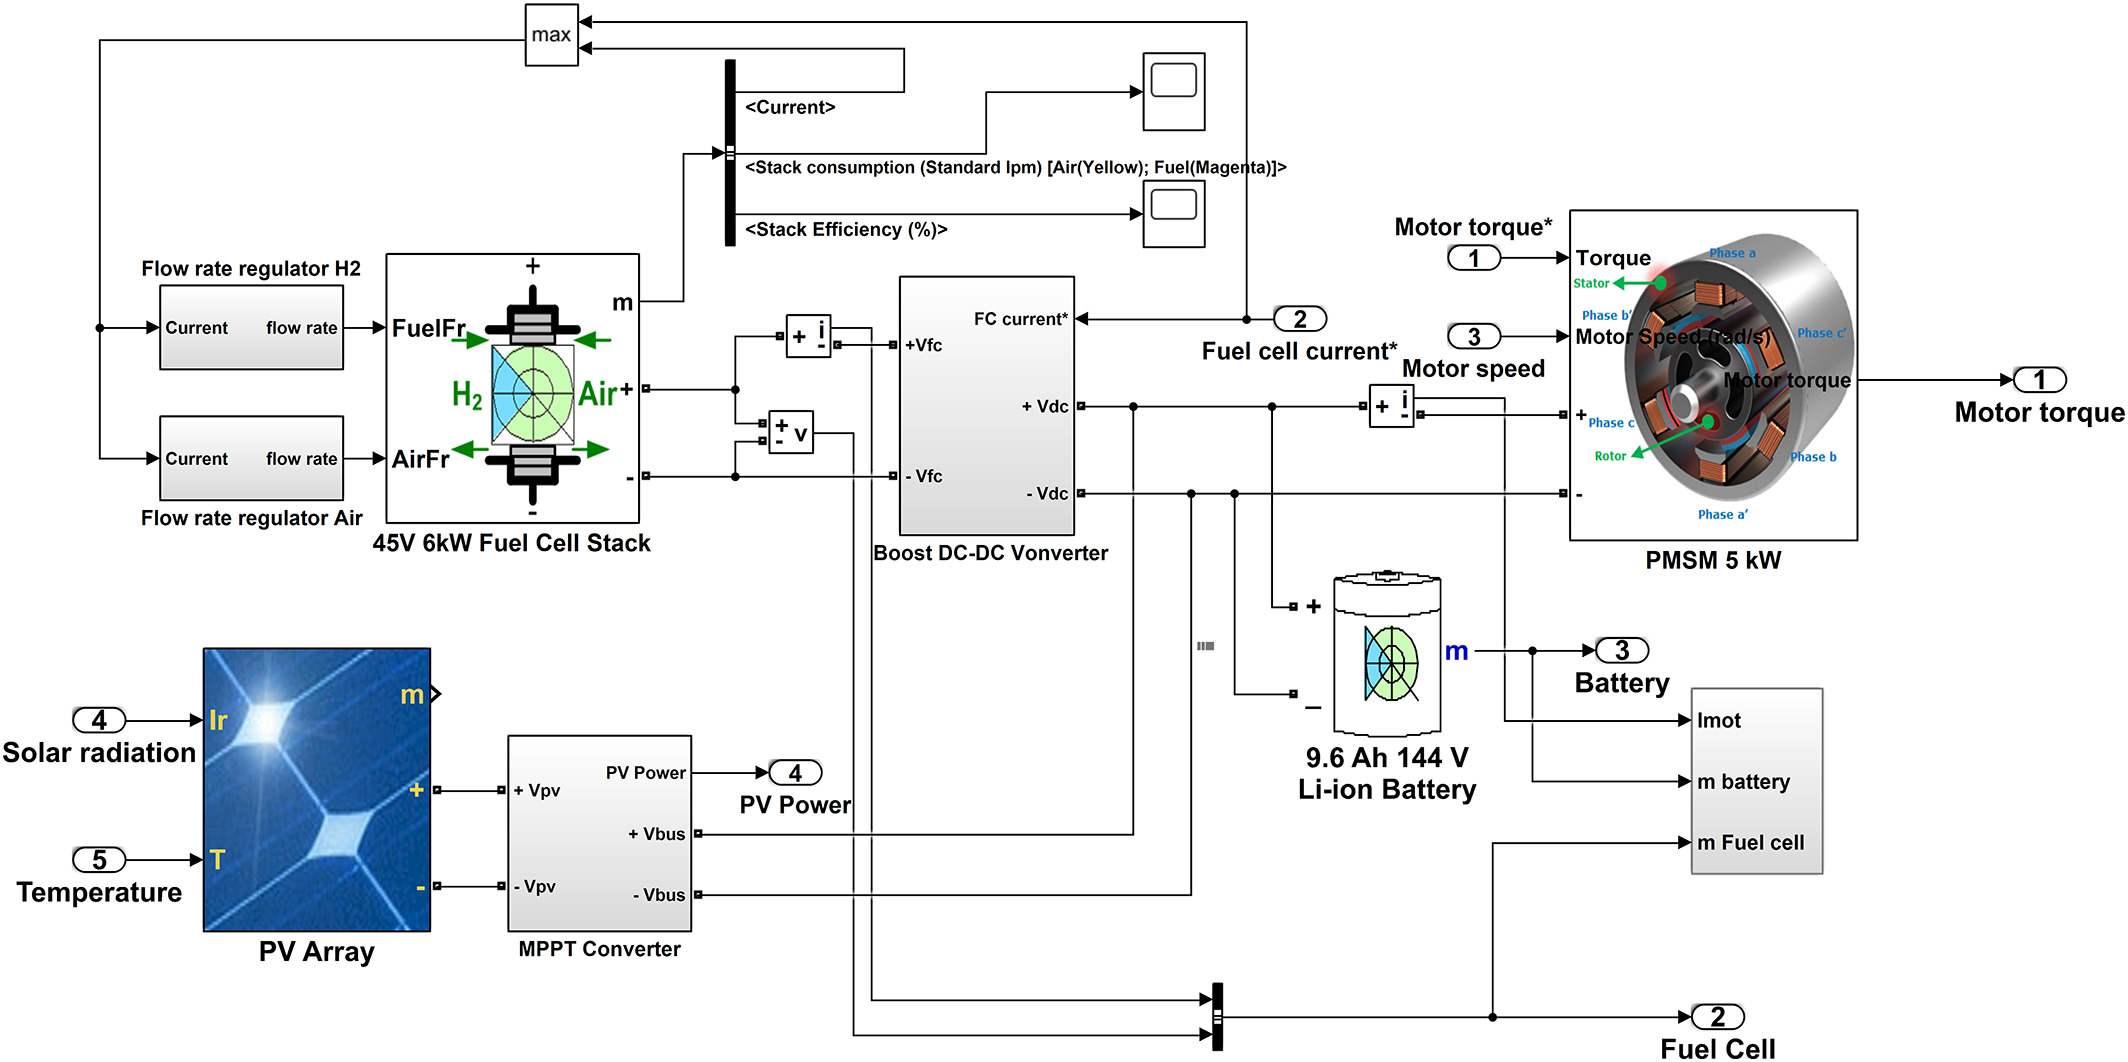 max
<Current>
<Stack consumption (Standard lpm) [Air(Yellow); Fuel(Magenta)]>
<Stack Efficiency (%)>
Flow rate regulator H2
Current
flow rate
Flow rate regulator Air
Current
flow rate
+
m
FuelFr
H2
Air
+
AirFr
-
-
45V 6kW Fuel Cell Stack
+
i
-
+
-
v
FC current*
+Vfc
+ Vdc
- Vfc
- Vdc
Boost DC-DC Vonverter
2
Fuel cell current*
Motor torque*
1
3
Motor speed
+
i
-
Torque
Phase a
Stator
Phase b'
Phase c'
Motor Speed (rad/s)
Motor torque
+
Phase c
Rotor
Phase b
-
Phase a'
PMSM 5 kW
1
Motor torque
+
m
_
9.6 Ah 144 V
Li-ion Battery
3
Battery
Imot
m battery
m Fuel cell
4
Solar radiation
5
Temperature
m
Ir
+
T
-
PV Array
PV Power
+ Vpv
+ Vbus
- Vpv
- Vbus
MPPT Converter
4
PV Power
2
Fuel Cell